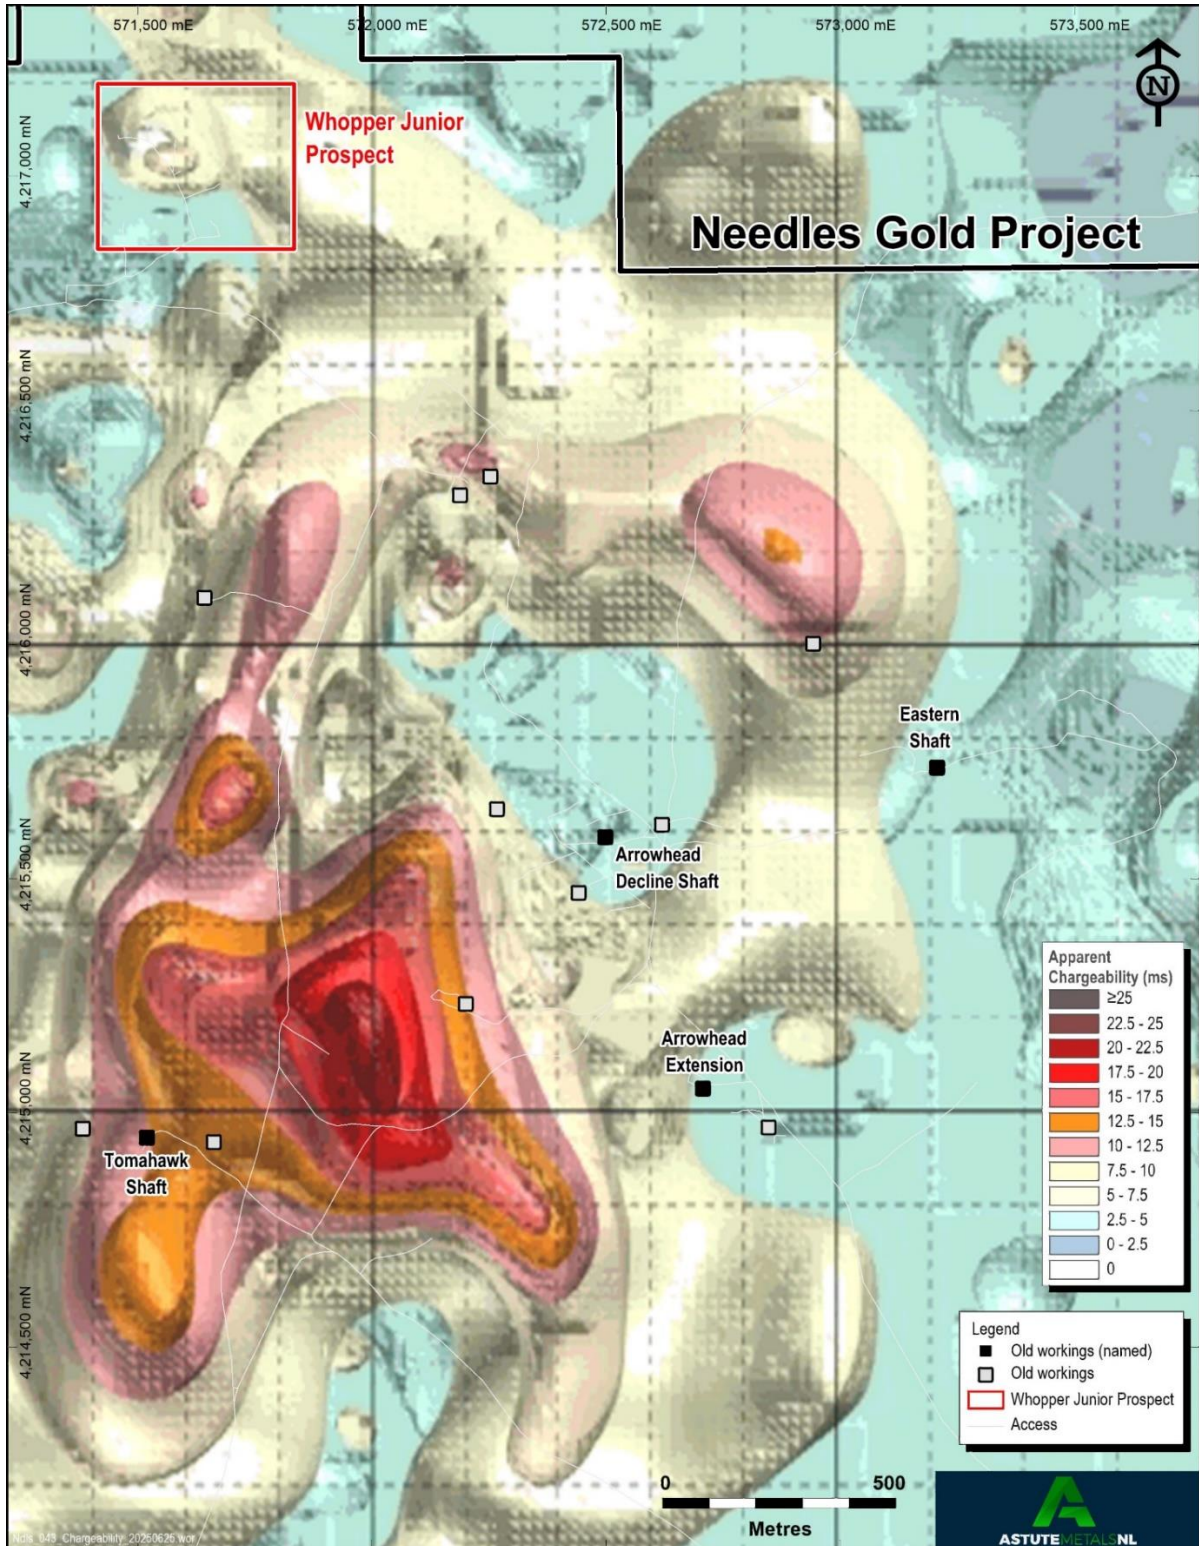 571,500 mE
572,000 mE
572,500 mE
573,000 mE
573,500 mE
N
Whopper Junior
Prospect
4,217,000 mN
Needles Gold Project
4,216,500 mN
4,216,000 mN
Eastern
Shaft
Arrowhead
Decline Shaft
4,215,500 mN
Arrowhead
Extension
4,215,000 mN
Tomahawk
Shaft
4,214,500 mN
Apparent
Chargeability (ms)
≥25
22.5 - 25
20 - 22.5
17.5 - 20
15 - 17.5
12.5 - 15
10 - 12.5
7.5 - 10
5 - 7.5
2.5 - 5
0 - 2.5
0
Legend
Old workings (named)
Old workings
Whopper Junior Prospect
Access
0
500
Metres
ASTUTEMETALSNL
Ndls_043_Chargeability_20250625.wor